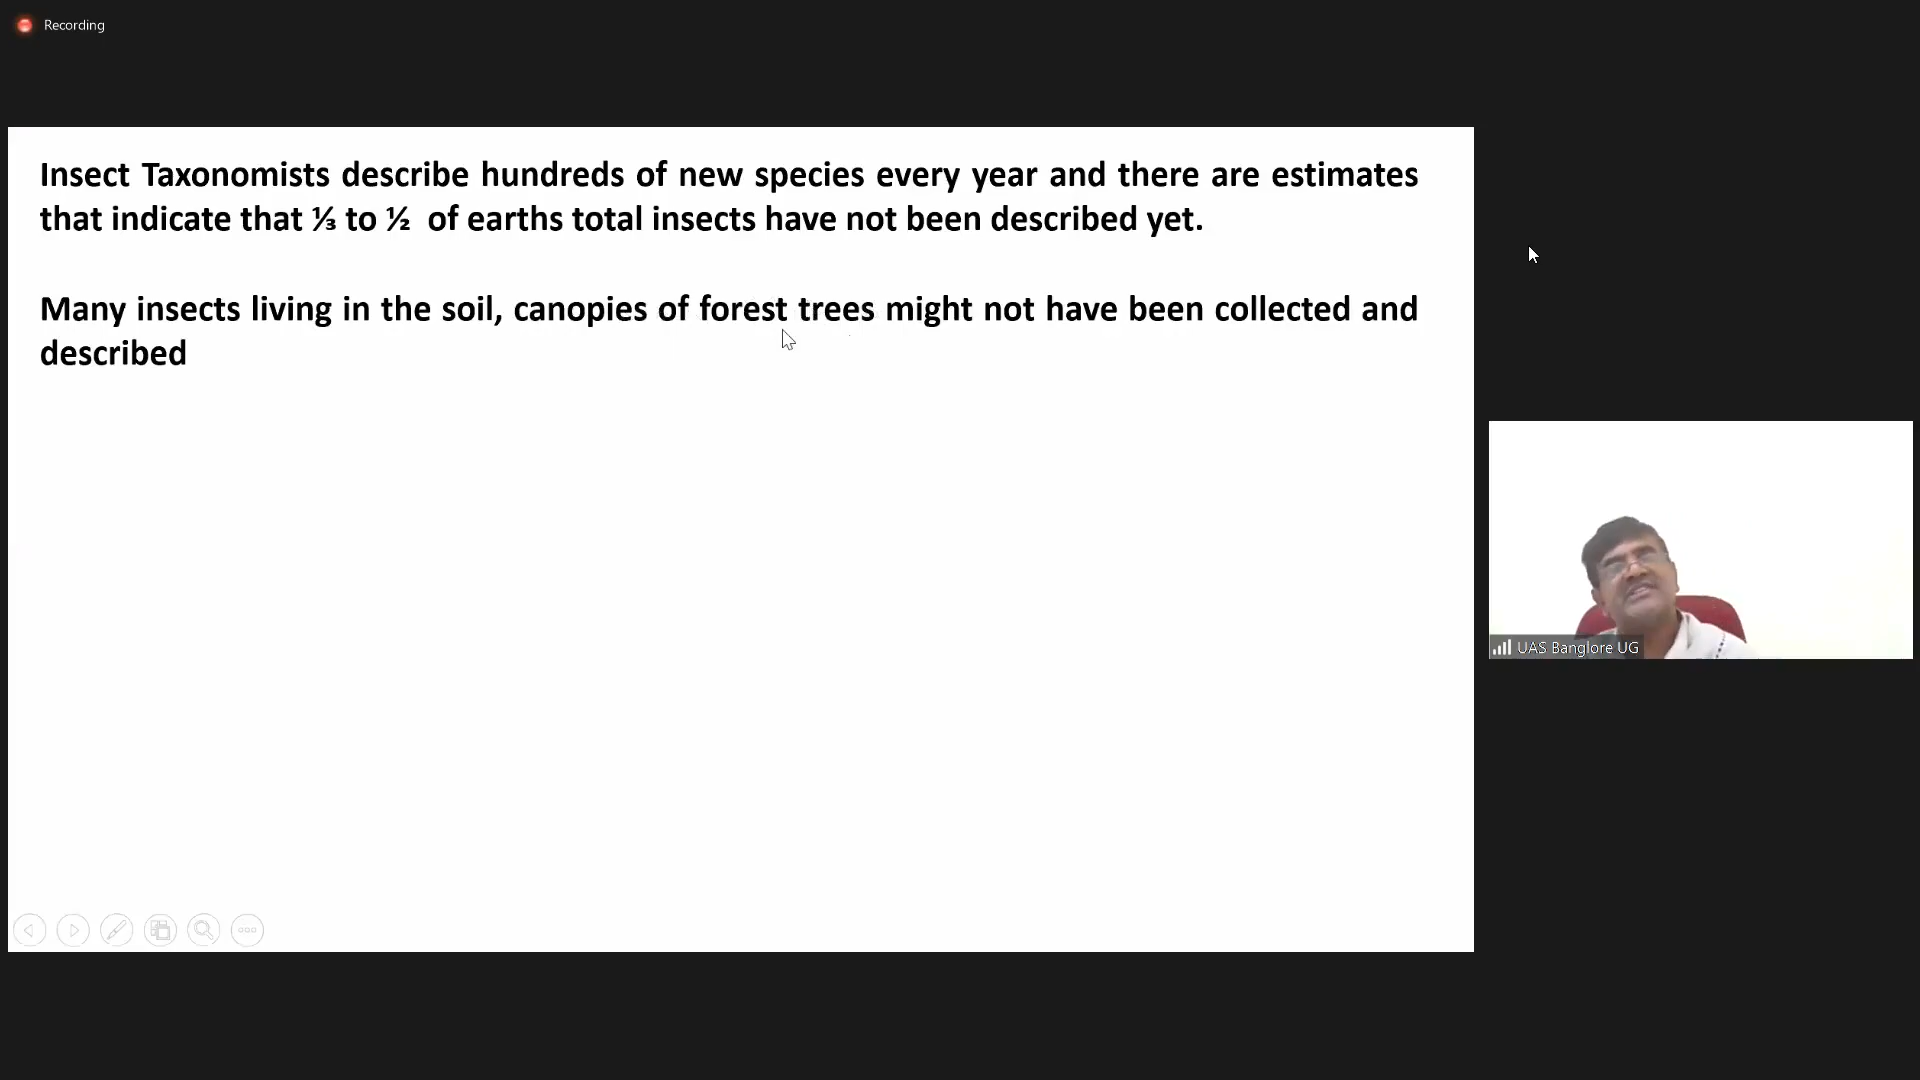 Recording
Insect Taxonomists describe hundreds of new species every year and there are estimates
that indicate that ⅓ to ½ of earths total insects have not been described yet.
Many insects living in the soil, canopies of forest trees might not have been collected and
described
UAS Banglore UG